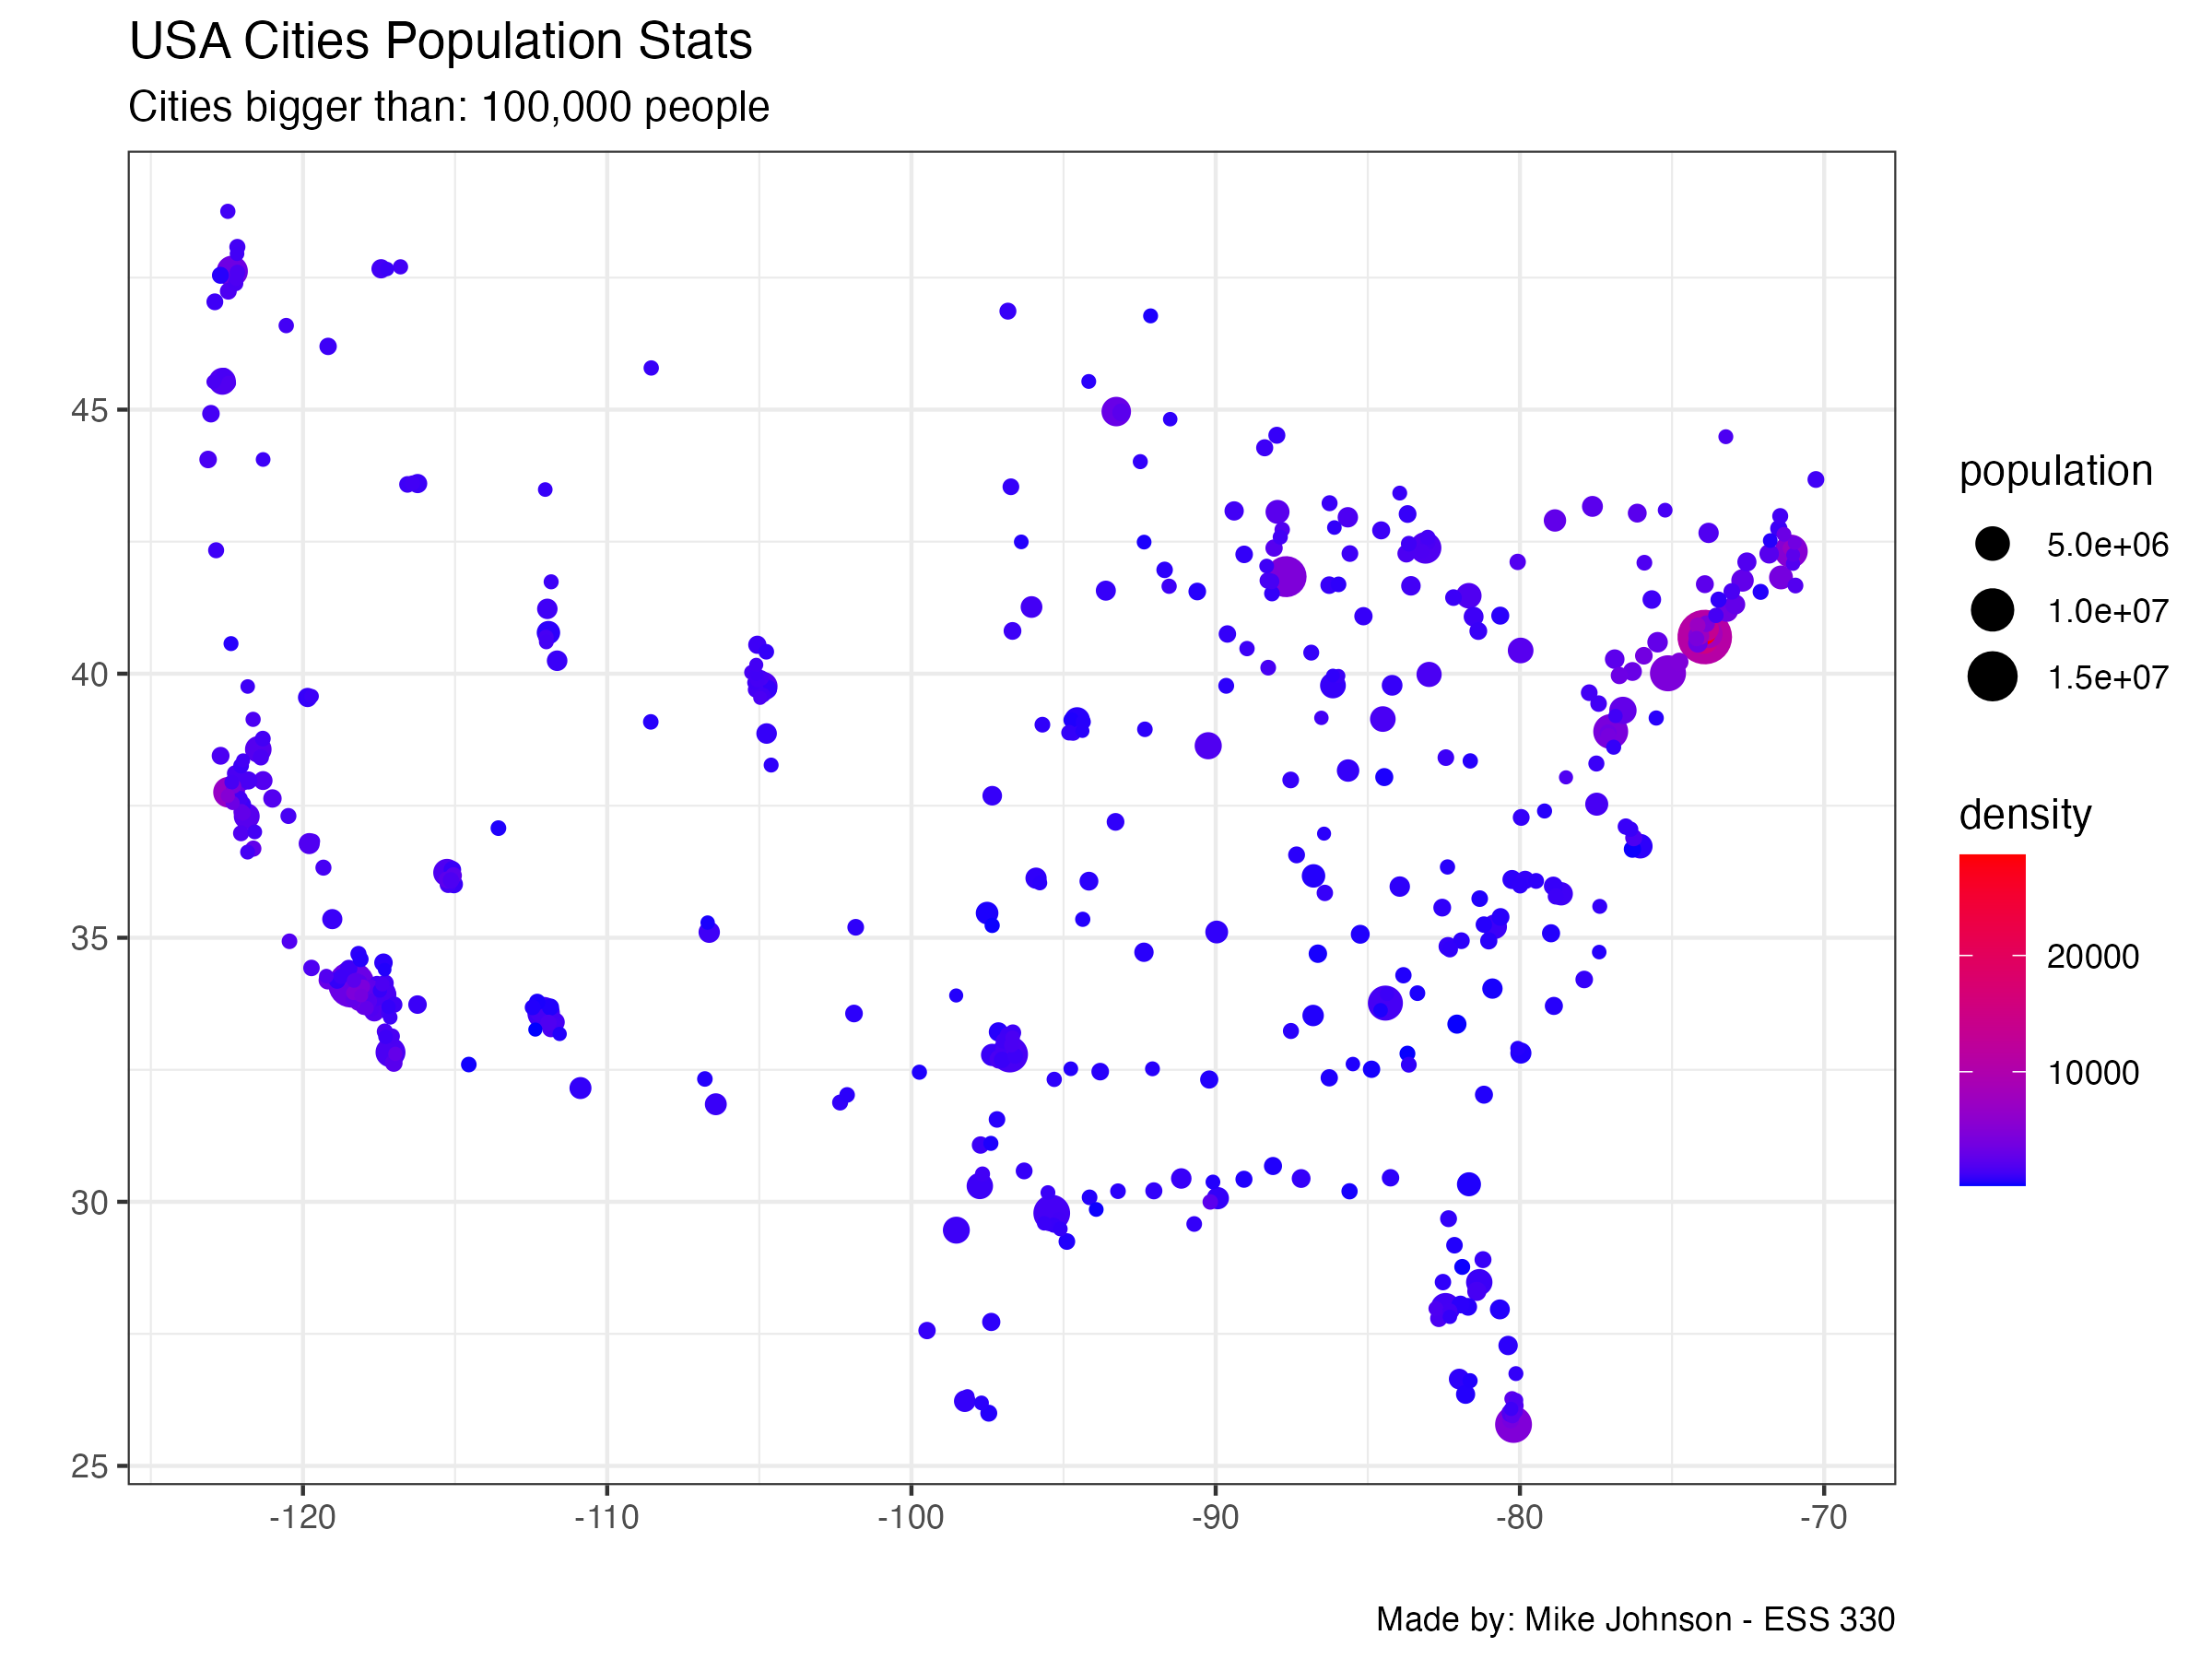 USA Cities Population Stats
Cities bigger than: 100,000 people
45
40
35
30
25
-120 -110 -100 -90 -80 -70
population
5.0e+06
1.0e+07
1.5e+07
density
20000
10000
Made by: Mike Johnson - ESS 330